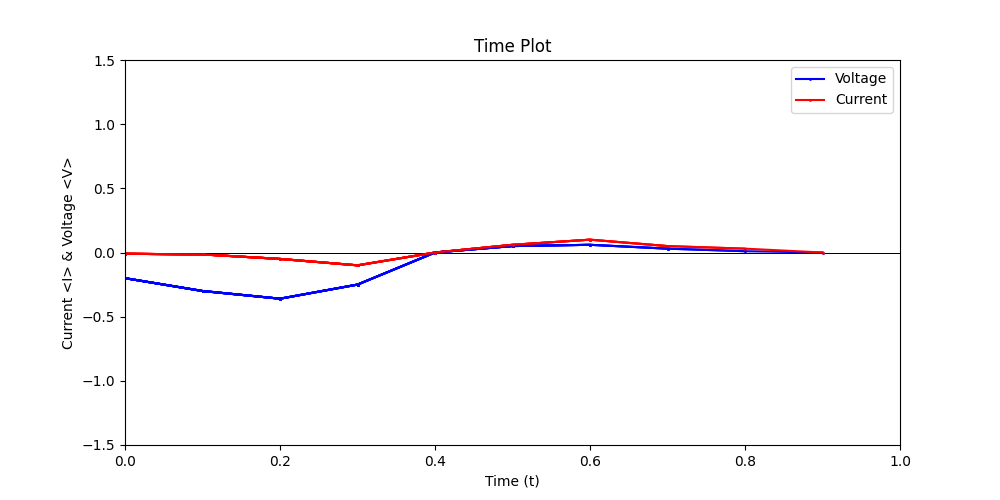 Time Plot
Voltage
Current
Current <I> & Voltage <V>
1.5
1.0
0.5
0.0
−0.5
−1.0
−1.5
0.0 0.2 0.4 0.6 0.8 1.0
Time (t)